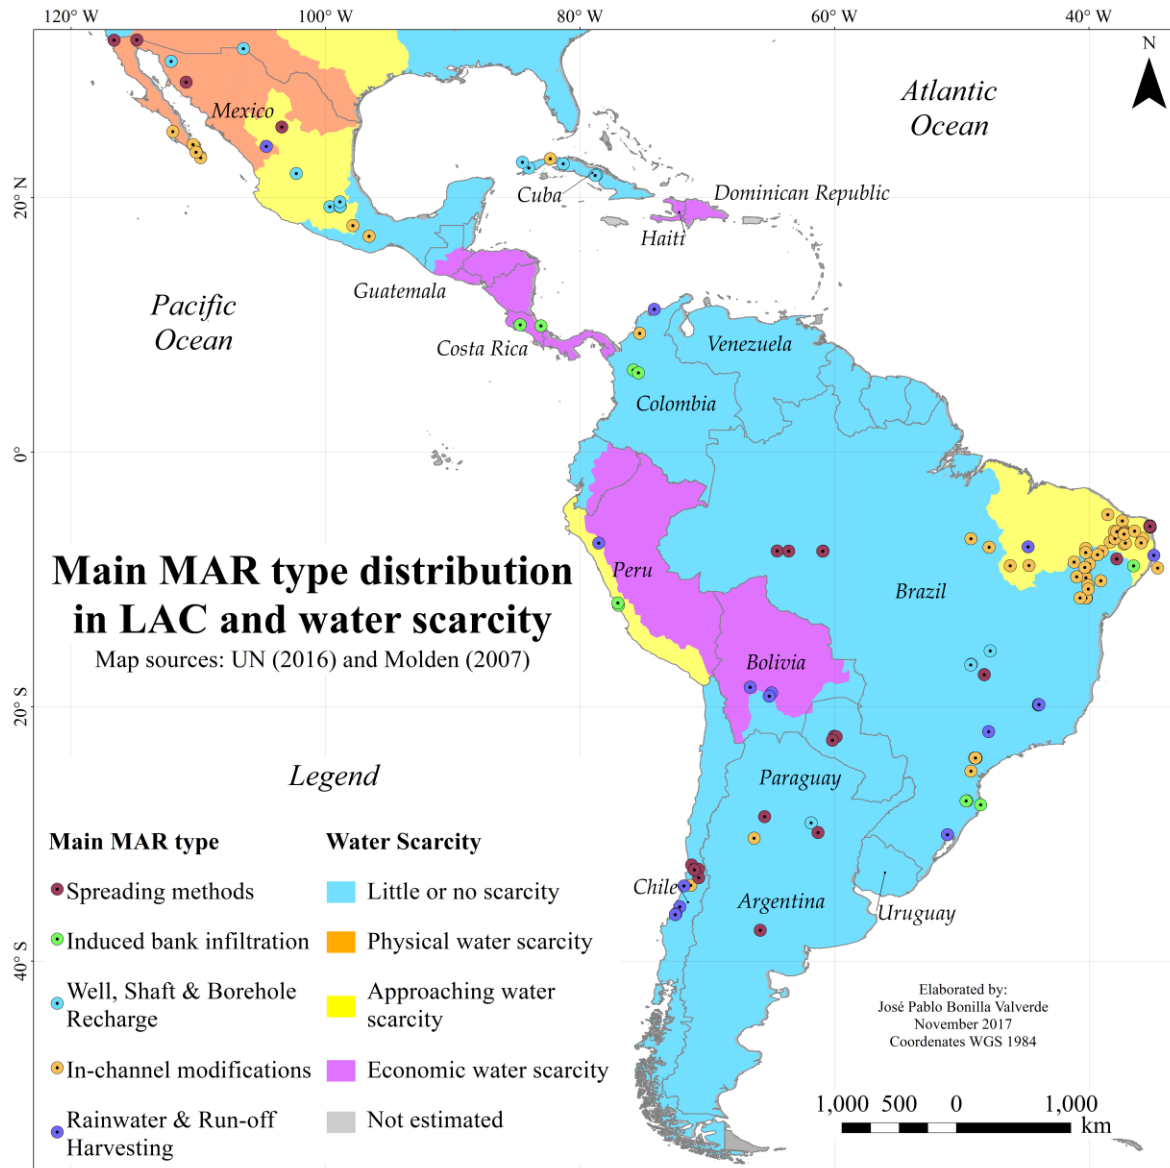 120° W
100° W
80° W
60° W
40° W
N
Atlantic
Ocean
Mexico
20° N
Cuba
Dominican Republic
Haiti
Guatemala
Pacific
Ocean
Costa Rica
Venezuela
Colombia
0°
Main MAR type distribution
in LAC and water scarcity
Map sources: UN (2016) and Molden (2007)
Peru
Brazil
Bolivia
20° S
Paraguay
Chile
Argentina
Uruguay
40° S
Legend
Main MAR type
Spreading methods
Induced bank infiltration
Well, Shaft & Borehole
Recharge
In-channel modifications
Rainwater & Run-off
Harvesting
Water Scarcity
Little or no scarcity
Physical water scarcity
Approaching water
scarcity
Economic water scarcity
Not estimated
Elaborated by:
José Pablo Bonilla Valverde
November 2017
Coordenates WGS 1984
1,000 500 0 1,000
km